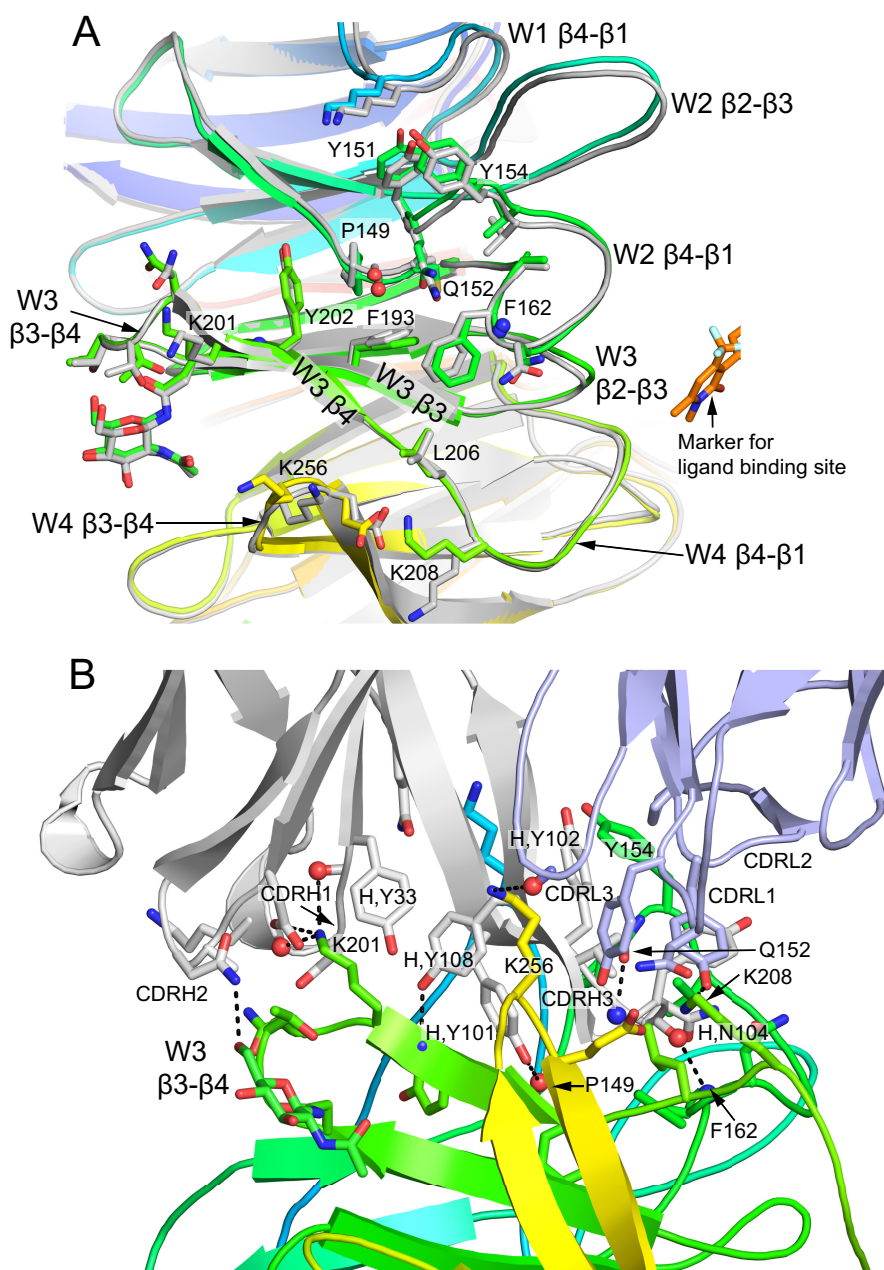 A
W1 β4-β1
W2 β2-β3
Y151
Y154
P149
W2 β4-β1
Q152
W3
β3-β4
K201
Y202
F193
F162
W3
β2-β3
W3 β4
W3 β3
Marker for
ligand binding site
L206
K256
W4 β3-β4
K208
W4 β4-β1
B
H,Y102
Y154
CDRL2
CDRH1
H,Y33
CDRL3
CDRL1
K201
Q152
H,Y108
K256
K208
CDRH2
CDRH3
H,Y101
H,N104
W3
β3-β4
P149
F162